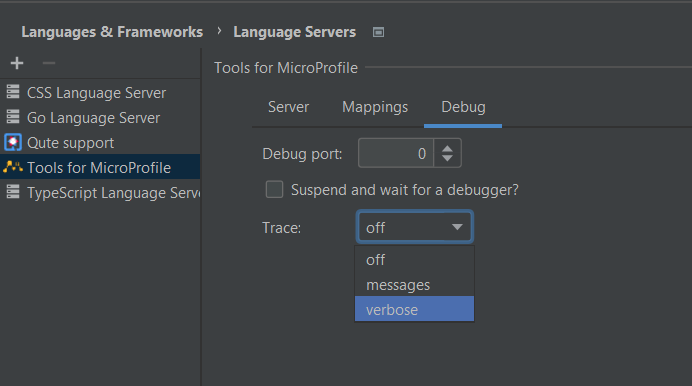 Languages & Frameworks › Language Servers
Tools for MicroProfile
Server Mappings Debug
CSS Language Server
Go Language Server
Qute support
Tools for MicroProfile
TypeScript Language Serve
Debug port: 0
Suspend and wait for a debugger?
Trace: off
off
messages
verbose